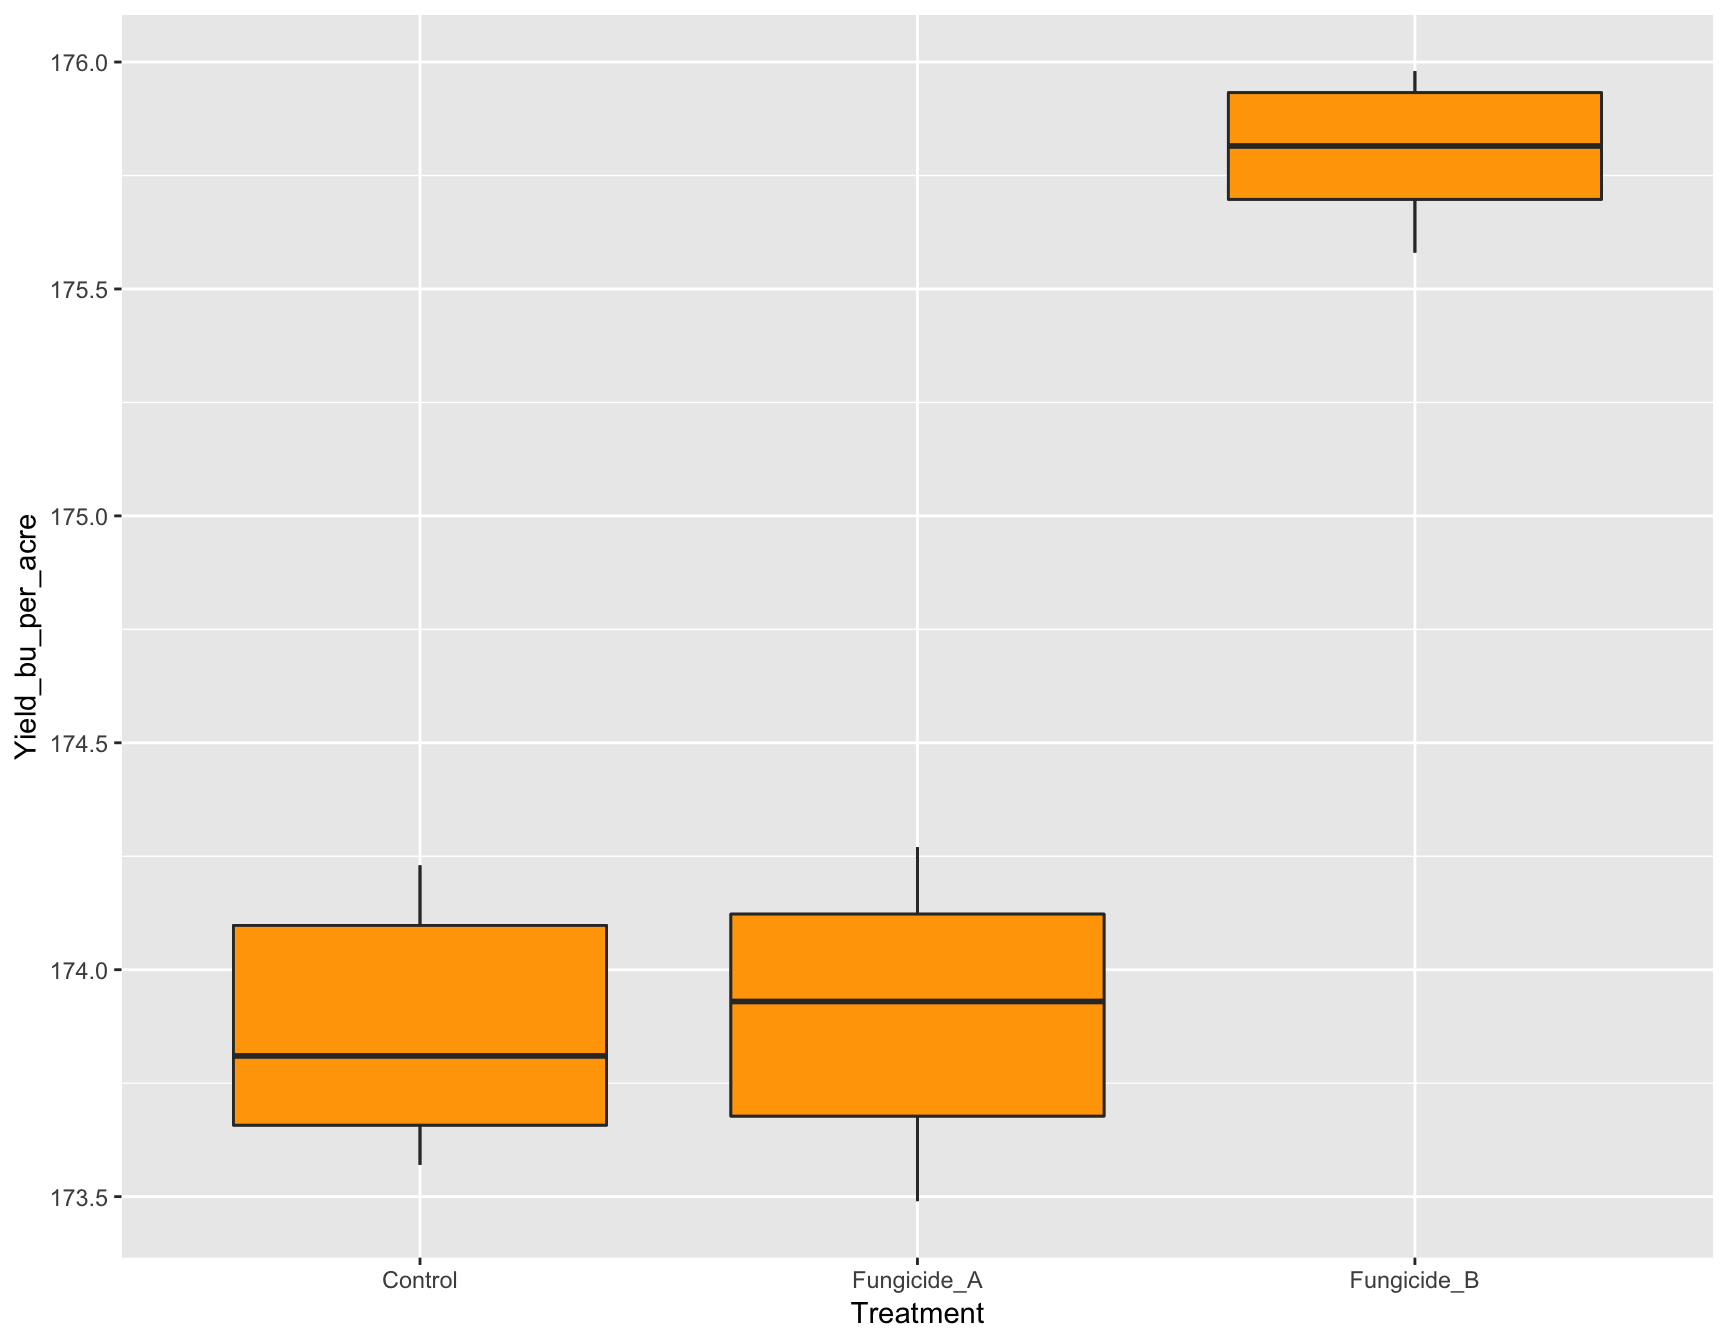 Yield_bu_per_acre
176.0
175.5
175.0
174.5
174.0
173.5
Control Fungicide_A Fungicide_B
Treatment